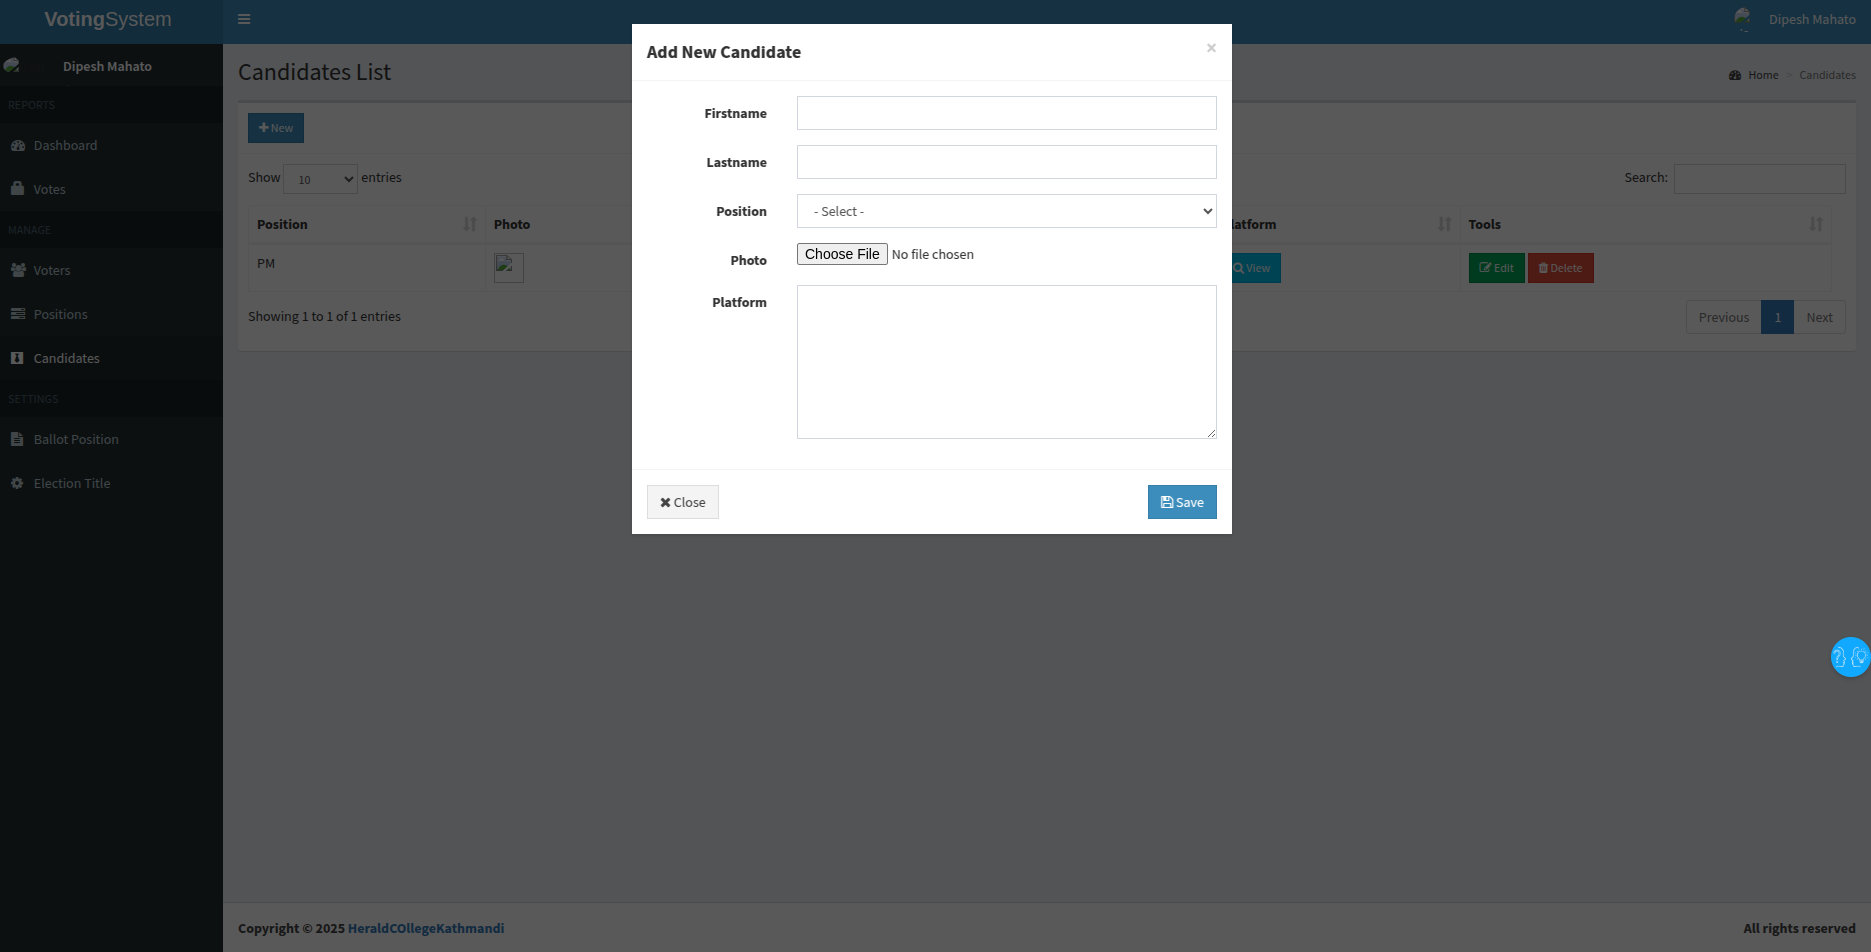 VotingSystem
Dipesh Mahato
Dipesh Mahato
REPORTS
Dashboard
Votes
MANAGE
Voters
Positions
Candidates
SETTINGS
Ballot Position
Election Title
Candidates List
Home > Candidates
New
Show 10 entries
Search:
Position Photo latform Tools
PM View Edit Delete
Showing 1 to 1 of 1 entries
Previous 1 Next
Add New Candidate
×
Firstname
Lastname
Position - Select -
Photo Choose File No file chosen
Platform
Close Save
Copyright © 2025 HeraldCOllegeKathmandi
All rights reserved